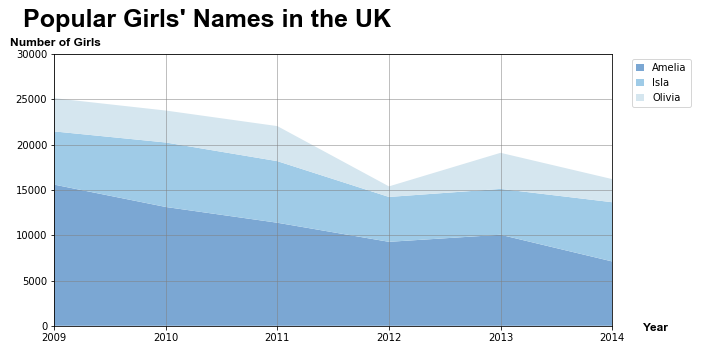 Popular Girls' Names in the UK
Number of Girls
30000
25000
20000
15000
10000
5000
0
2009 2010 2011 2012 2013 2014
Year
Amelia
Isla
Olivia